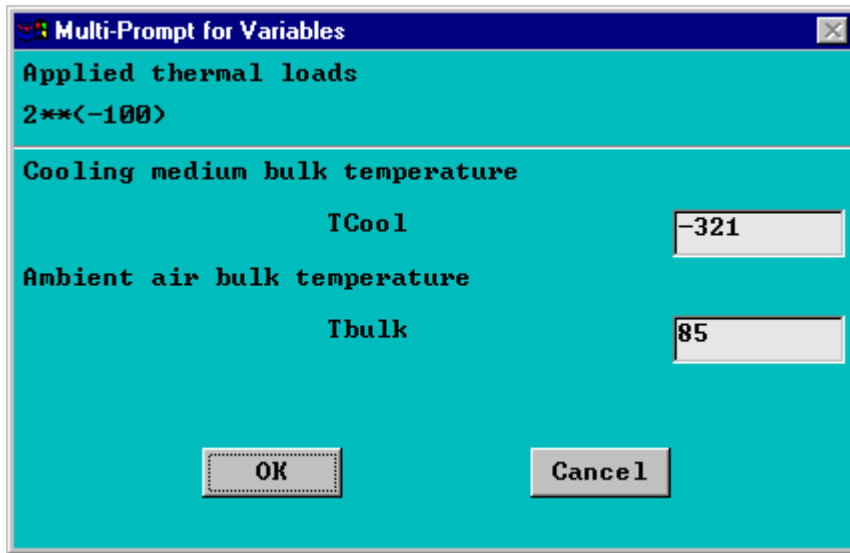 Multi-Prompt for Variables
Applied thermal loads
2**(-100)
Cooling medium bulk temperature
TCool -321
Ambient air bulk temperature
Tbulk 85
OK Cancel